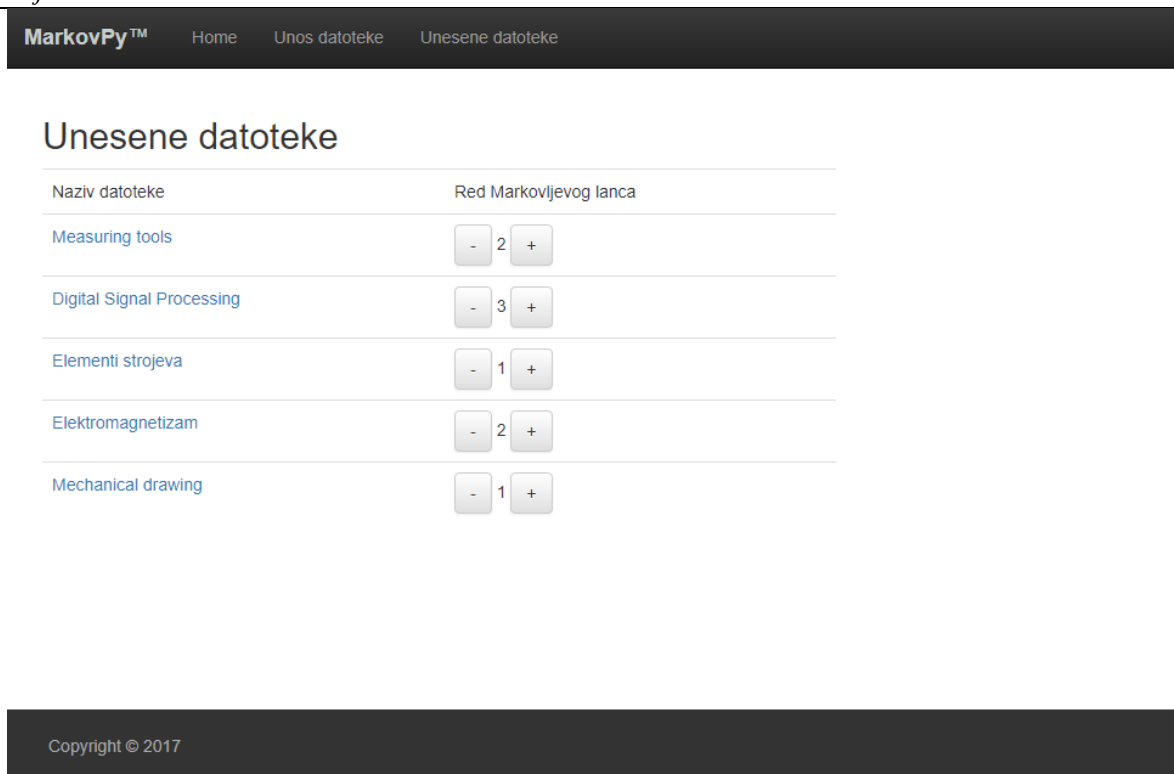 MarkovPy™ Home Unos datoteke Unesene datoteke
Unesene datoteke
Naziv datoteke Red Markovljevog lanca
Measuring tools - 2 +
Digital Signal Processing - 3 +
Elementi strojeva - 1 +
Elektromagnetizam - 2 +
Mechanical drawing - 1 +
Copyright © 2017